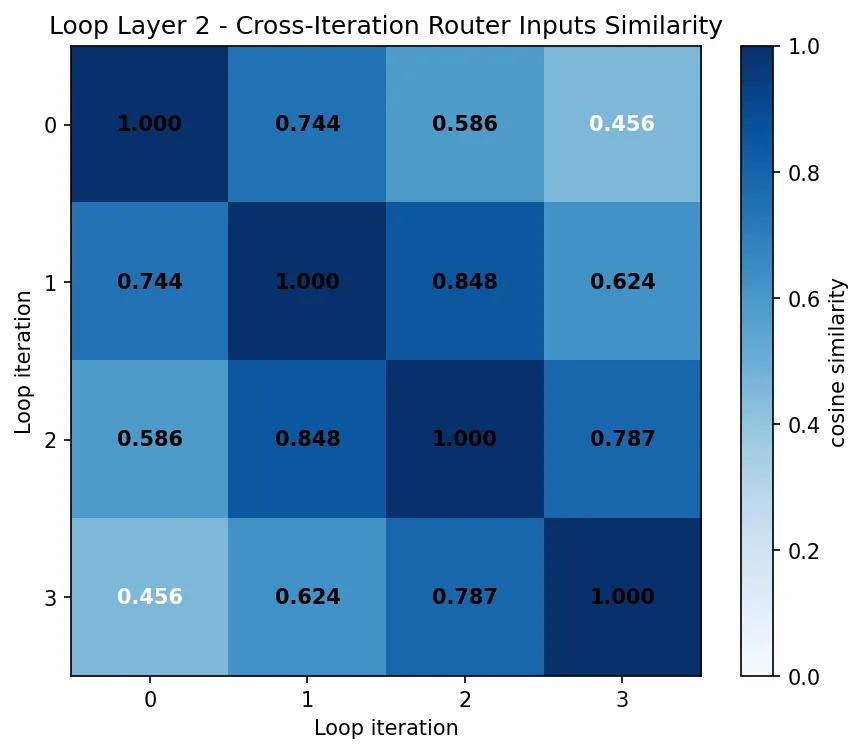 Loop Layer 2 - Cross-Iteration Router Inputs Similarity
1.0
0 1.000 0.744 0.586 0.456
0.8
1 0.744 1.000 0.848 0.624
0.6
Loop iteration
cosine similarity
0.4
2 0.586 0.848 1.000 0.787
0.2
3 0.456 0.624 0.787 1.000
0.0
0 1 2 3
Loop iteration